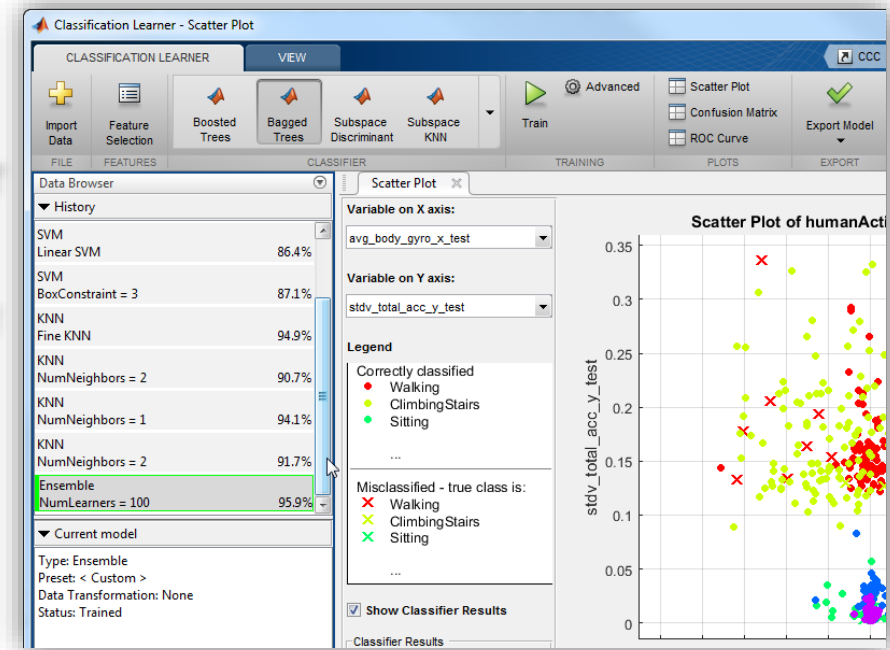 Classification Learner - Scatter Plot
CLASSIFICATION LEARNER
VIEW
CCC
Import Data
Feature Selection
Boosted Trees
Bagged Trees
Subspace Discriminant
Subspace KNN
Train
Advanced
Scatter Plot
Confusion Matrix
ROC Curve
Export Model
FILE
FEATURES
CLASSIFIER
TRAINING
PLOTS
EXPORT
Data Browser
History
SVM
Linear SVM 86.4%
SVM
BoxConstraint = 3 87.1%
KNN
Fine KNN 94.9%
KNN
NumNeighbors = 2 90.7%
KNN
NumNeighbors = 1 94.1%
KNN
NumNeighbors = 2 91.7%
Ensemble
NumLearners = 100 95.9%
Current model
Type: Ensemble
Preset: < Custom >
Data Transformation: None
Status: Trained
Scatter Plot
Variable on X axis:
avg_body_gyro_x_test
Variable on Y axis:
stdv_total_acc_y_test
Legend
Correctly classified
Walking
ClimbingStairs
Sitting
...
Misclassified - true class is:
Walking
ClimbingStairs
Sitting
...
Show Classifier Results
Classifier Results
Scatter Plot of humanActi
stdv_total_acc_y_test
0.35
0.3
0.25
0.2
0.15
0.1
0.05
0